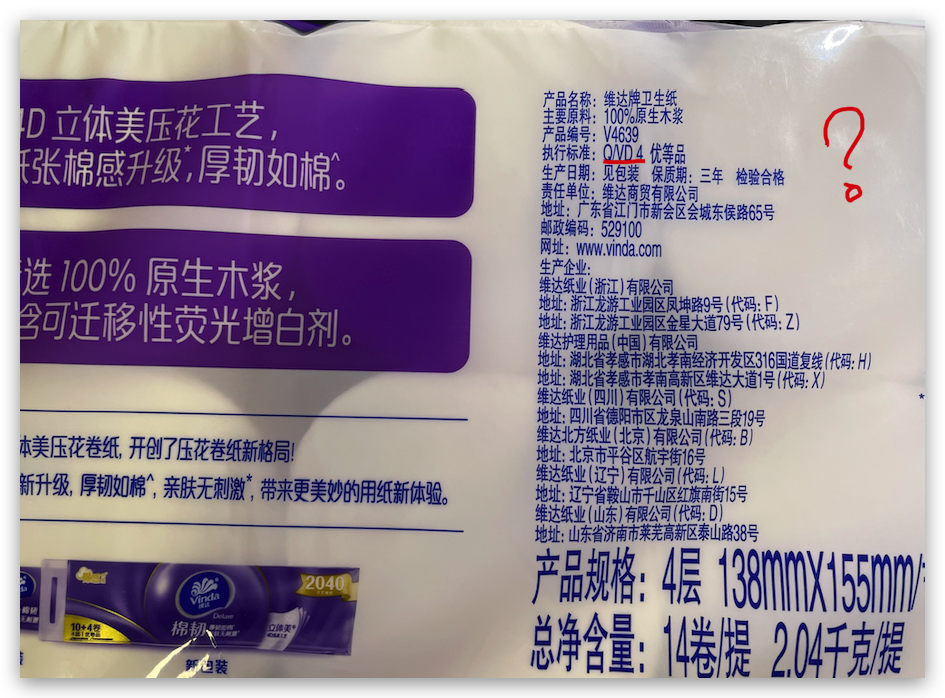 4D 立体美压花工艺，
纸张棉感升级*，厚韧如棉^。
选 100% 原生木浆，
含可迁移性荧光增白剂。
体美压花卷纸，开创了压花卷纸新格局！
新升级，厚韧如棉^，亲肤无刺激*，带来更美妙的用纸新体验。
2040
Vinda
维达
Deluxe
10+4卷
棉韧
立体美
新包装
产品名称：维达牌卫生纸
主要原料：100%原生木浆
产品编号：V4639
执行标准：Q/VD 4 优等品
生产日期：见包装 保质期：三年 检验合格
责任单位：维达商贸有限公司
地址：广东省江门市新会区会城东侯路65号
邮政编码：529100
网址：www.vinda.com
生产企业：
维达纸业(浙江)有限公司
地址：浙江龙游工业园区凤坤路9号(代码：F)
地址：浙江龙游工业园区金星大道79号(代码：Z)
维达护理用品(中国)有限公司
地址：湖北省孝感市湖北孝南经济开发区316国道复线(代码：H)
地址：湖北省孝感市孝南高新区维达大道1号(代码：X)
维达纸业(四川)有限公司(代码：S)
地址：四川省德阳市区龙泉山南路三段19号
维达北方纸业(北京)有限公司(代码：B)
地址：北京市平谷区航宇街16号
维达纸业(辽宁)有限公司(代码：L)
地址：辽宁省鞍山市千山区红旗南街15号
维达纸业(山东)有限公司(代码：D)
地址：山东省济南市莱芜高新区泰山路38号
产品规格：4层 138mmX155mm/
总净含量：14卷/提 2.04千克/提
?
*